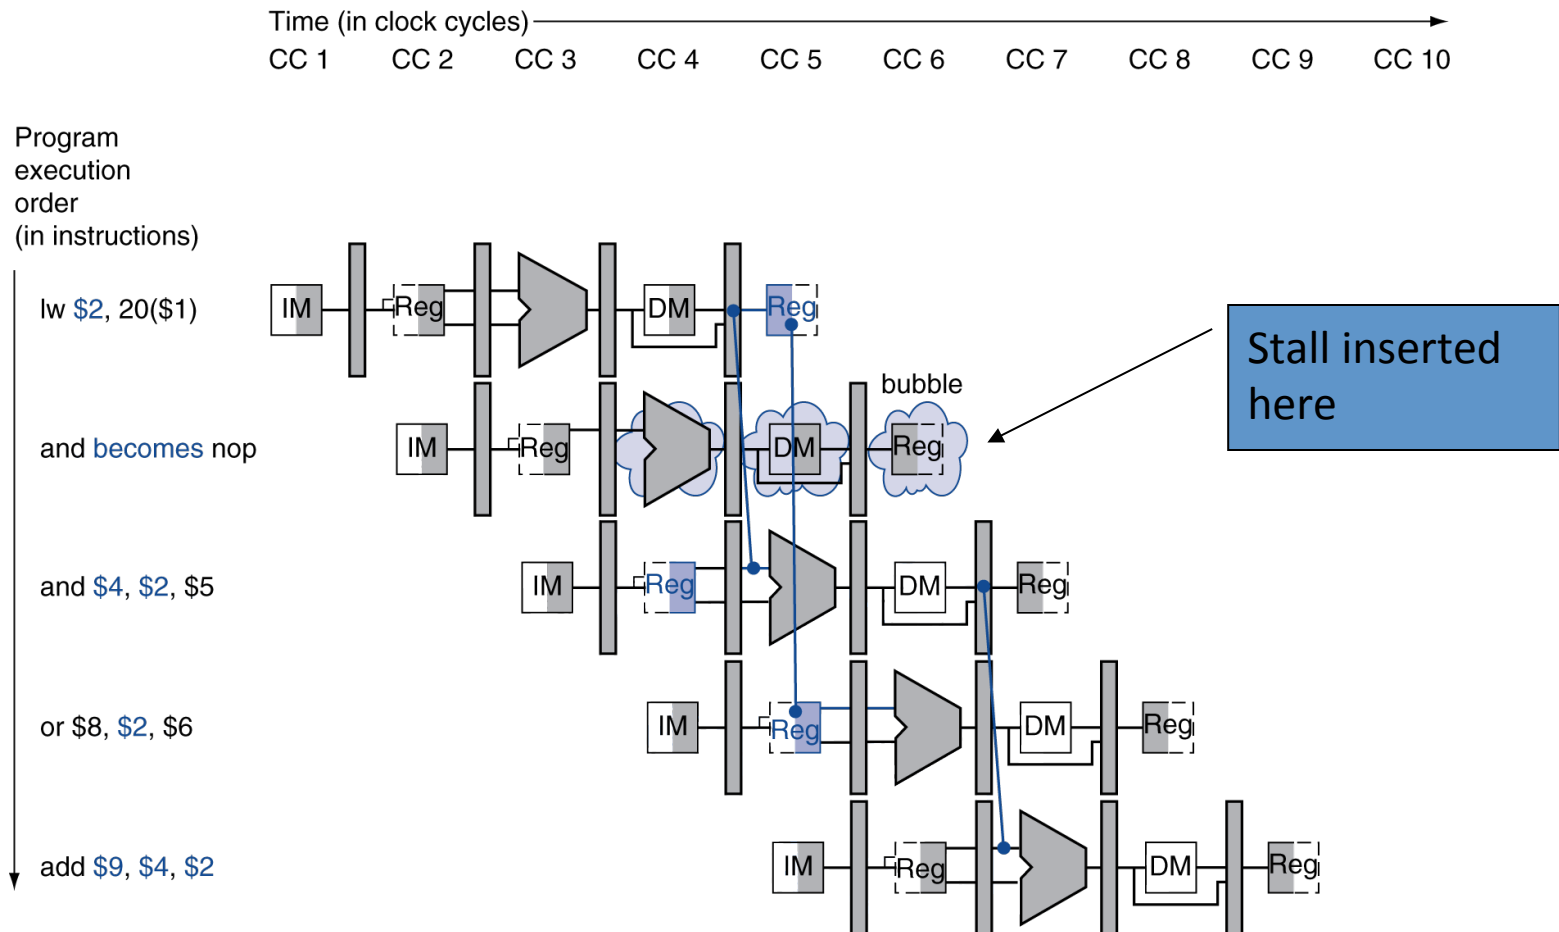 Time (in clock cycles)
CC 1 CC 2 CC 3 CC 4 CC 5 CC 6 CC 7 CC 8 CC 9 CC 10
Program
execution
order
(in instructions)
lw $2, 20($1)
IM Reg DM Reg
Stall inserted
here
bubble
and becomes nop
IM Reg DM Reg
and $4, $2, $5
IM Reg DM Reg
or $8, $2, $6
IM Reg DM Reg
add $9, $4, $2
IM Reg DM Reg